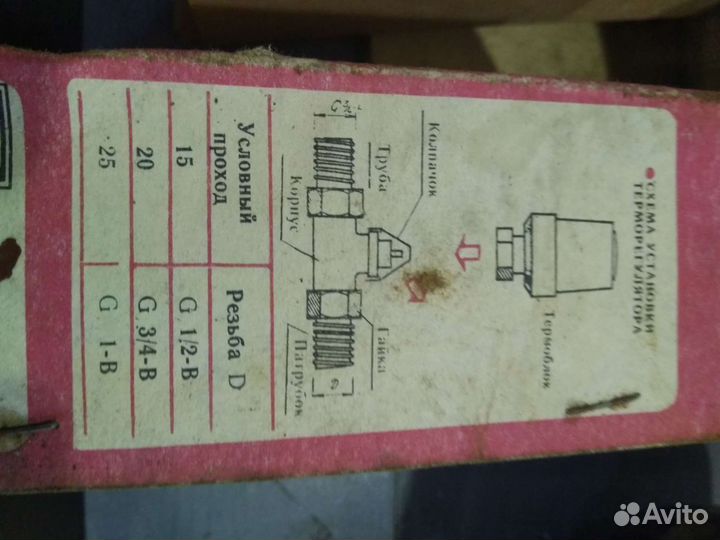 СХЕМА УСТАНОВКИ
ТЕРМОРЕГУЛЯТОРА
Термоблок
Колпачок
Труба
Гайка
Корпус
Патрубок
Условный проход
Резьба D
15
G 1/2-B
20
G 3/4-B
25
G 1-B
Avito